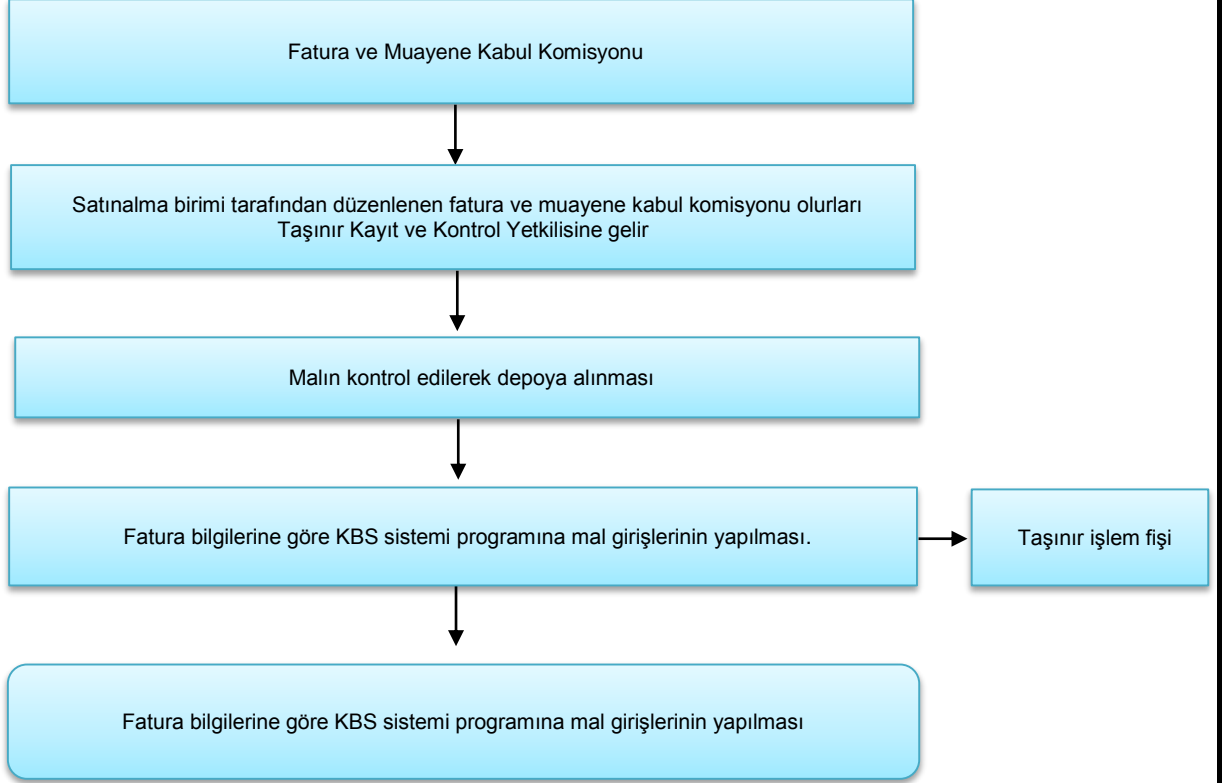 Fatura ve Muayene Kabul Komisyonu
Satınalma birimi tarafından düzenlenen fatura ve muayene kabul komisyonu olurları
Taşınır Kayıt ve Kontrol Yetkilisine gelir
Malın kontrol edilerek depoya alınması
Fatura bilgilerine göre KBS sistemi programına mal girişlerinin yapılması.
Taşınır işlem fişi
Fatura bilgilerine göre KBS sistemi programına mal girişlerinin yapılması